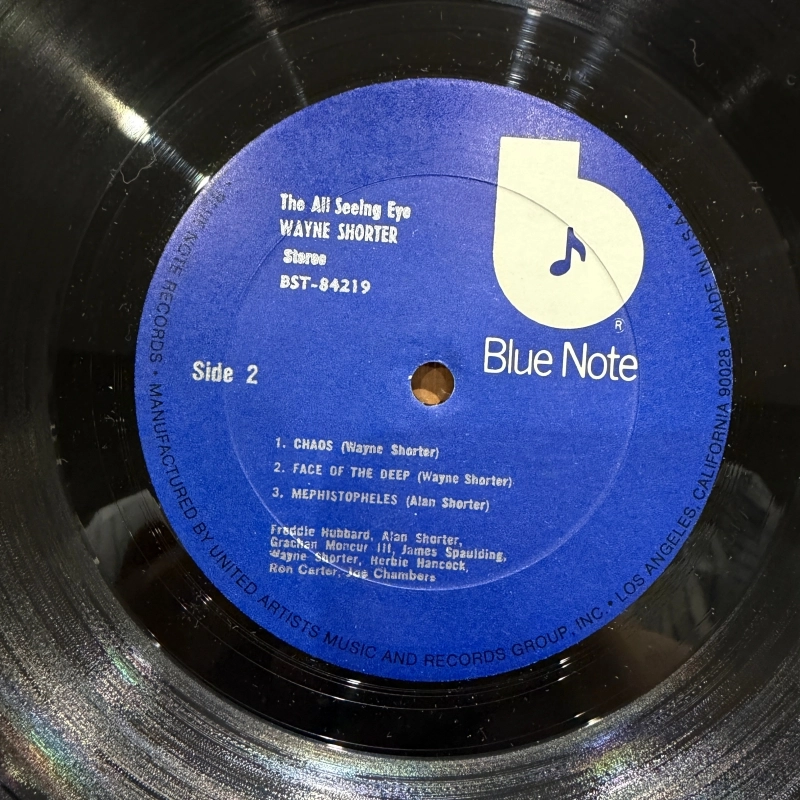 The All Seeing Eye
WAYNE SHORTER
Stereo
BST-84219
®
Blue Note
Side 2
1. CHAOS (Wayne Shorter)
2. FACE OF THE DEEP (Wayne Shorter)
3. MEPHISTOPHELES (Alan Shorter)
Freddie Hubbard, Alan Shorter,
Grachan Moncur III, James Spaulding,
Wayne Shorter, Herbie Hancock,
Ron Carter, Joe Chambers
BLUE NOTE RECORDS • MANUFACTURED BY UNITED ARTISTS MUSIC AND RECORDS GROUP, INC. • LOS ANGELES, CALIFORNIA 90028 • MADE IN U.S.A. •